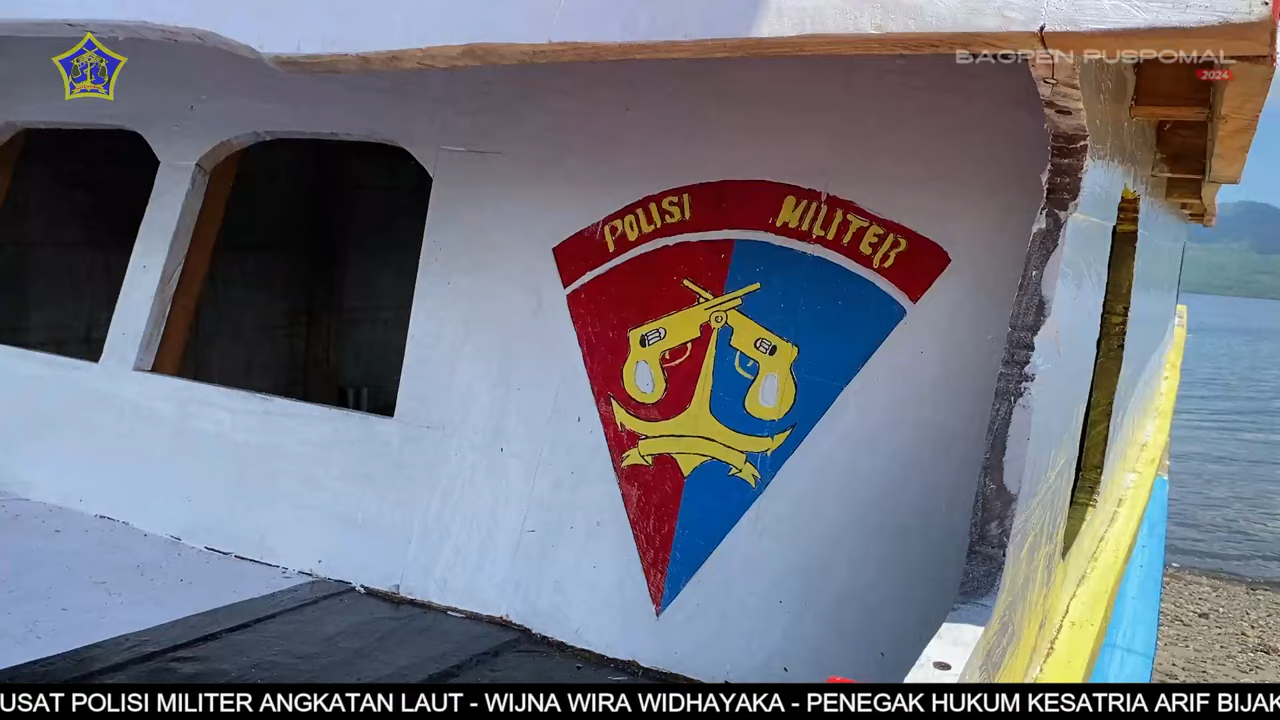 BAGPEN PUSPOMAL
2024
POLISI MILITER
USAT POLISI MILITER ANGKATAN LAUT - WIJNA WIRA WIDHAYAKA - PENEGAK HUKUM KESATRIA ARIF BIJAK